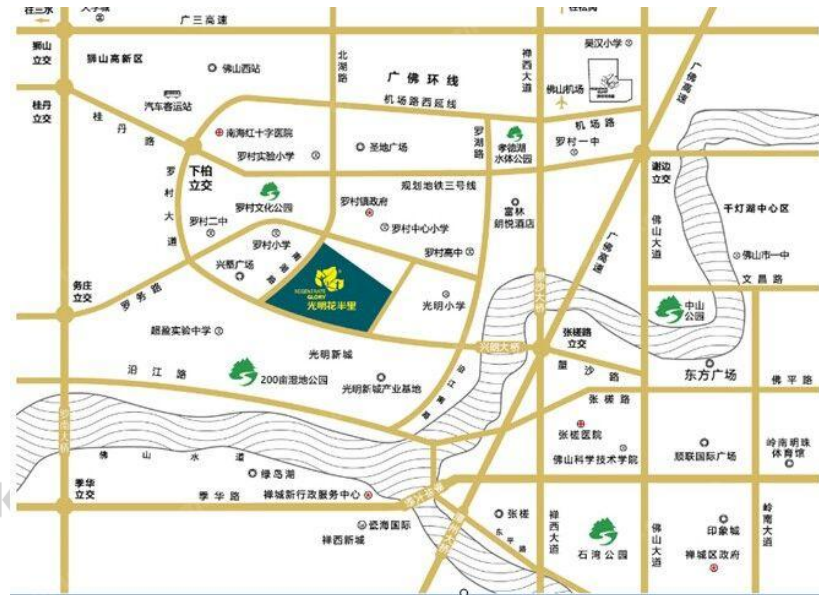 广三高速
狮山
立交
狮山高新区
佛山西站
北湖路
广佛环线
禅西大道
吴汉小学
佛山机场
广佛高速
桂丹
立交
汽车客运站
机场路西延线
桂丹路
南海红十字医院
罗村实验小学
圣地广场
罗湖路
孝德湖
水体公园
机场路
罗村一中
下柏
立交
谢边
立交
规划地铁三号线
罗村大道
罗村文化公园
罗村镇政府
富林
朗悦酒店
千灯湖中心区
罗村二中
罗村中心小学
佛山大道
罗村小学
罗村高中
广佛高速
佛山市一中
兴垦广场
文昌路
务庄
立交
罗务路
REGENERATE
GLORY
光明花半里
光明小学
中山
公园
超盈实验中学
张槎路
立交
光明新城
兴业大桥
沿江路
200亩湿地公园
光明新城产业基地
东方广场
佛平路
张槎路
罗南大桥
张槎医院
佛山水道
佛山科学技术学院
顺联国际广场
岭南明珠
体育馆
绿岛湖
季华
立交
季华路
禅城新行政服务中心
瓷海国际
禅西新城
张槎
东平路
禅西大道
石湾公园
佛山大道
印象城
禅城区政府
岭南大道